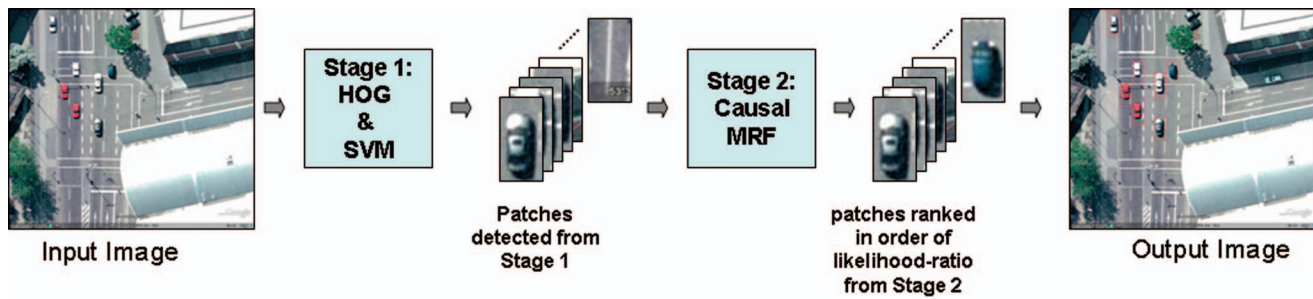 Stage 1:
HOG
&
SVM
Stage 2:
Causal
MRF
Input Image
Patches
detected from
Stage 1
patches ranked
in order of
likelihood-ratio
from Stage 2
Output Image